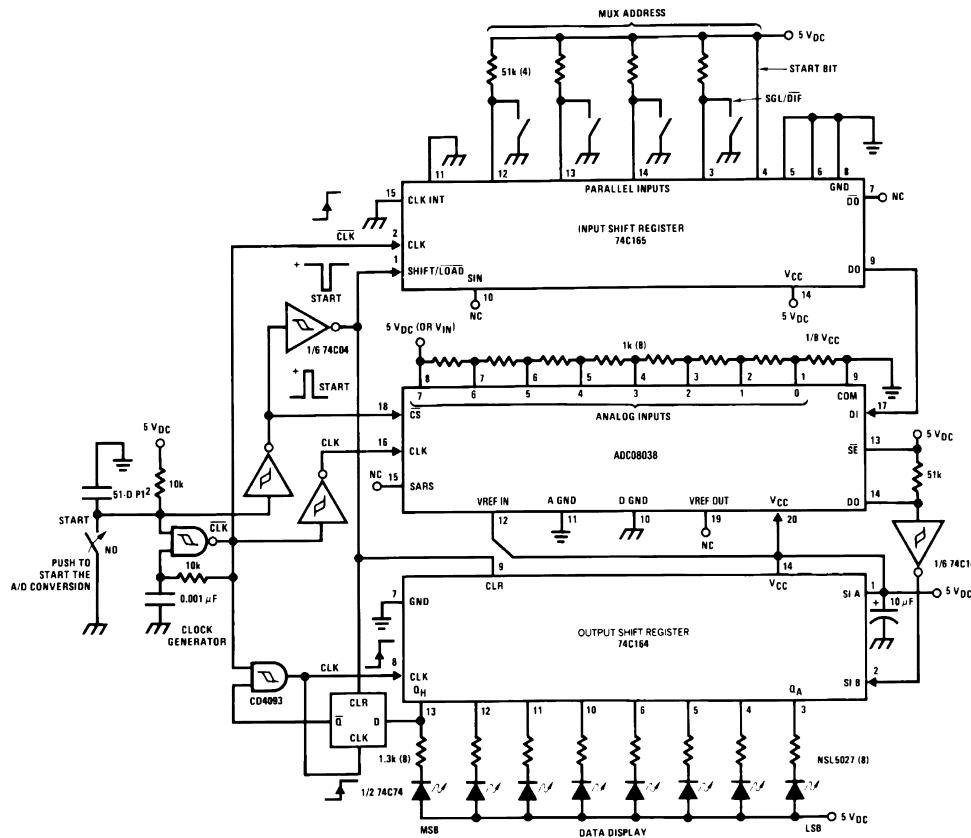 MUX ADDRESS
5 VDC
51k (4)
START BIT
SGL/DIF
11
12
13
14
3
4
5
6
8
PARALLEL INPUTS
GND
15
CLK INT
7
DO
NC
INPUT SHIFT REGISTER
74C165
CLK
2
CLK
1
SHIFT/LOAD
SIN
VCC
9
DO
+
START
10
NC
14
5 VDC
1/6 74C04
5 VDC (OR VIN)
1k (8)
1/8 VCC
+
START
8
7
6
5
4
3
2
1
9
7
6
5
4
3
2
1
0
COM
ANALOG INPUTS
17
DI
18
CS
5 VDC
13
SE
CLK
16
CLK
ADC08038
51k
5 VDC
10k
NC
15
SARS
14
DO
51-D P1²
VREF IN
A GND
D GND
VREF OUT
VCC
12
11
10
19
20
NC
START
CLK
NO
PUSH TO
START THE
A/D CONVERSION
10k
0.001 µF
CLOCK
GENERATOR
1/6 74C1
9
CLR
14
VCC
7
GND
SI A
1
5 VDC
+
10 µF
OUTPUT SHIFT REGISTER
74C164
8
CLK
CLK
QH
QA
SI B
2
CD4093
CLR
Q
D
CLK
1/2 74C74
13
12
11
10
6
5
4
3
1.3k (8)
NSL5027 (8)
MSB
DATA DISPLAY
LSB
5 VDC